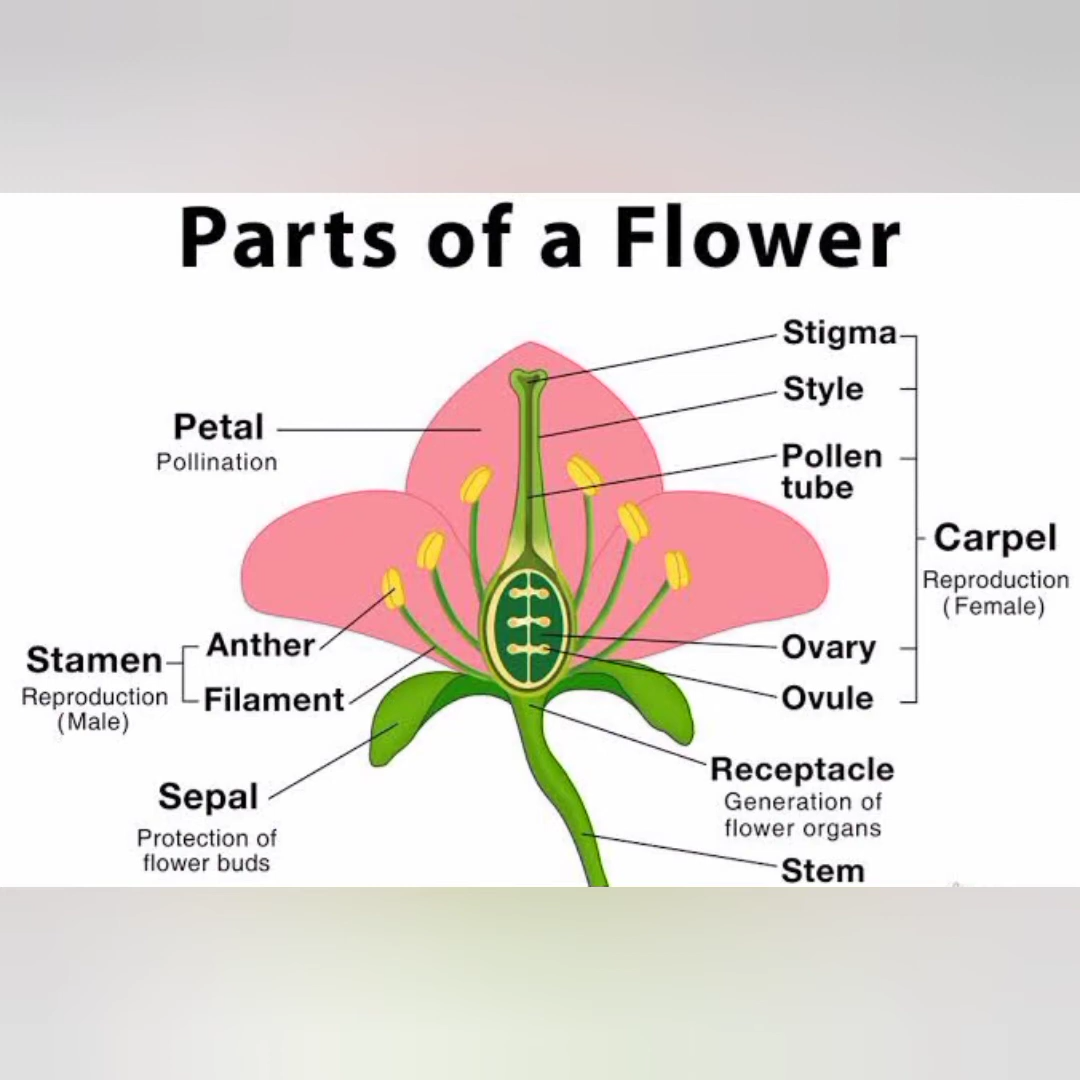 Parts of a Flower
Petal
Pollination
Stamen
Reproduction
(Male)
Anther
Filament
Sepal
Protection of
flower buds
Stigma
Style
Pollen
tube
Carpel
Reproduction
(Female)
Ovary
Ovule
Receptacle
Generation of
flower organs
Stem